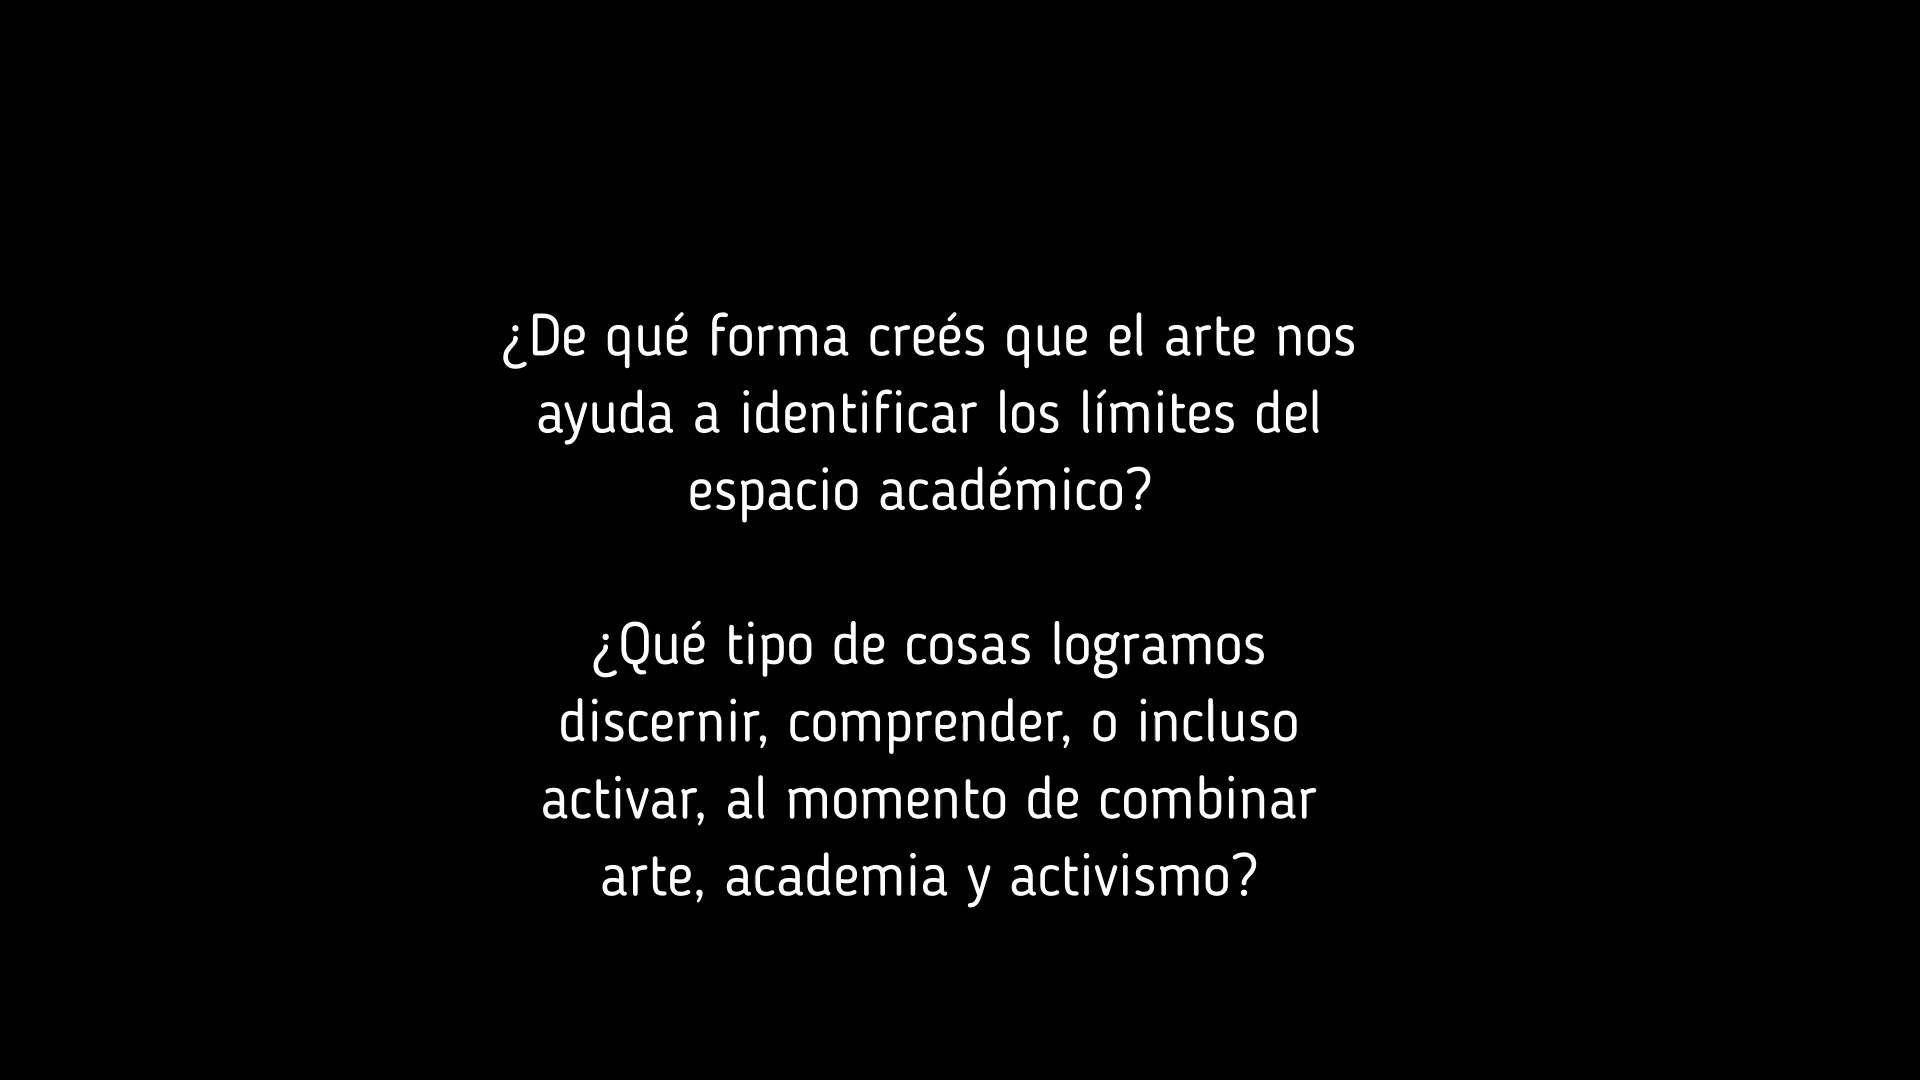 ¿De qué forma creés que el arte nos
ayuda a identificar los límites del
espacio académico?
¿Qué tipo de cosas logramos
discernir, comprender, o incluso
activar, al momento de combinar
arte, academia y activismo?